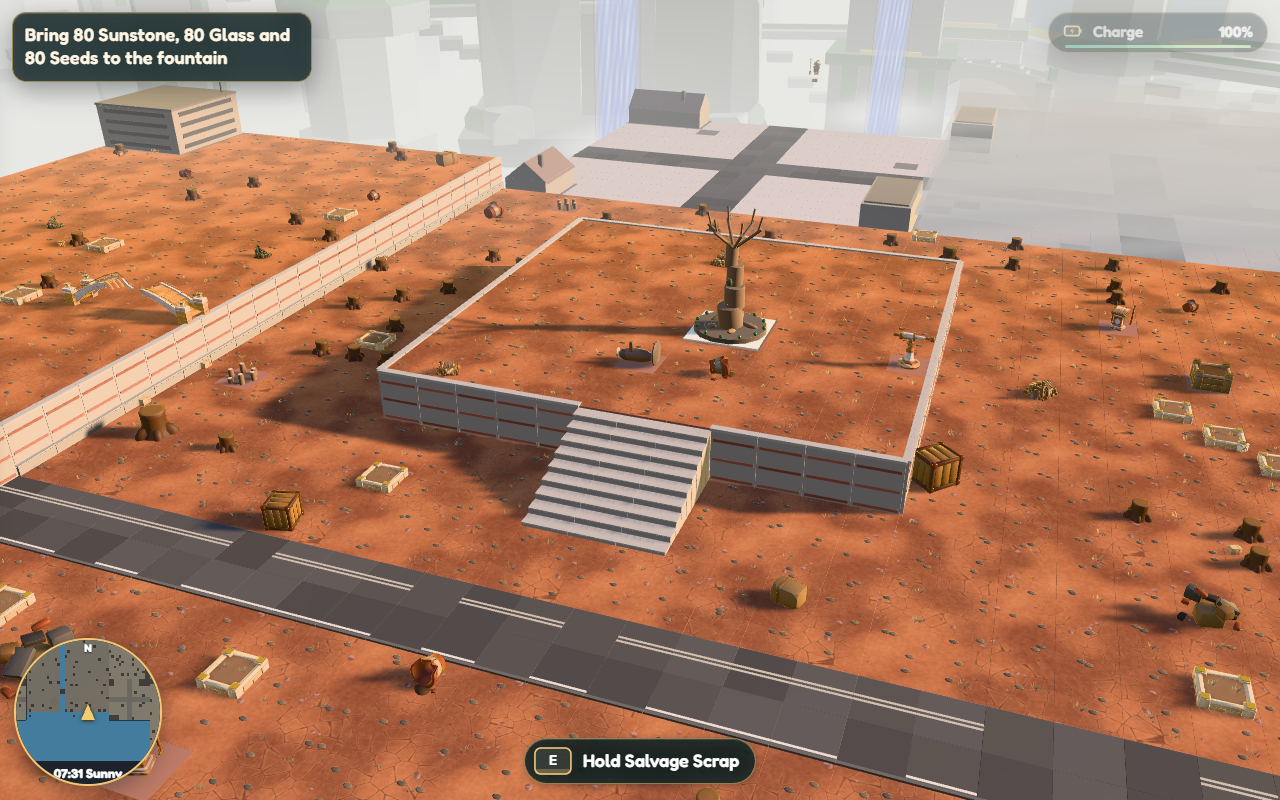 Bring 80 Sunstone, 80 Glass and
80 Seeds to the fountain
Charge 100%
N
07:31 Sunny
E Hold Salvage Scrap